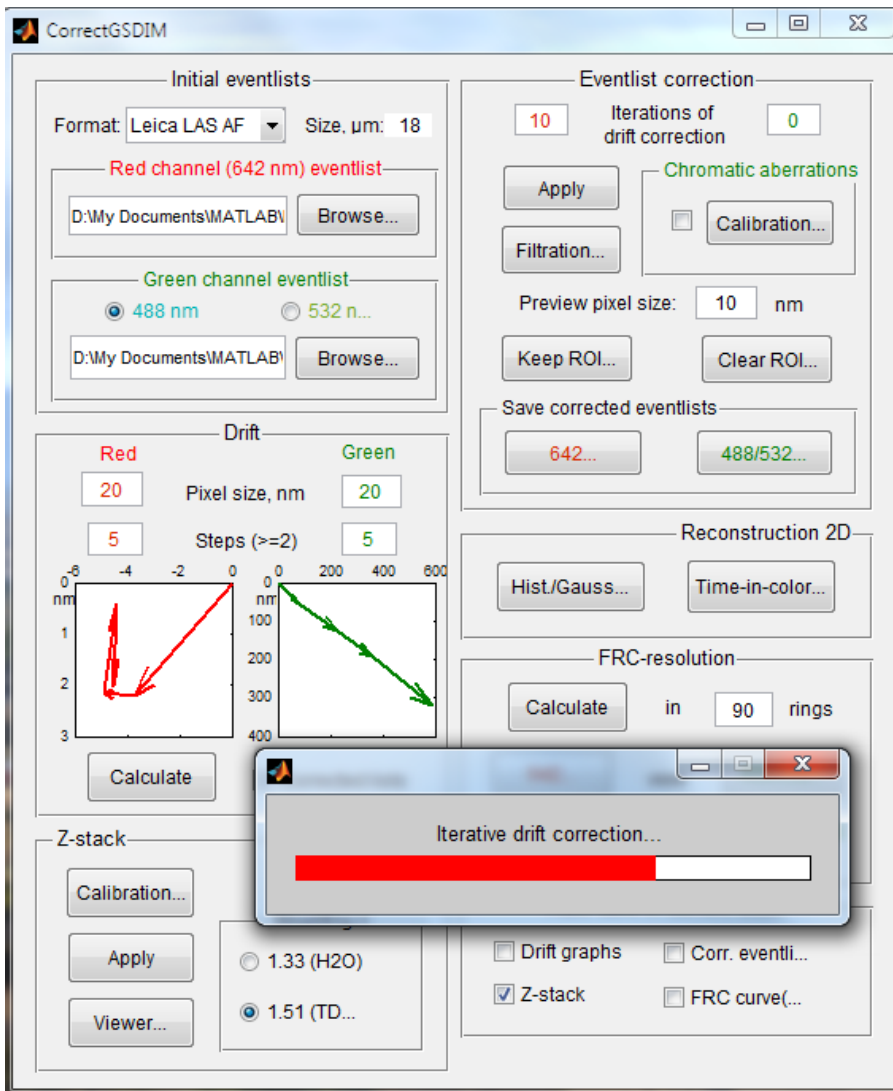 CorrectGSDIM
Initial eventlists
Format: Leica LAS AF Size, μm: 18
Red channel (642 nm) eventlist
D:\My Documents\MATLAB\ Browse...
Green channel eventlist
488 nm 532 n...
D:\My Documents\MATLAB\ Browse...
Drift
Red Green
20 Pixel size, nm 20
5 Steps (>=2) 5
-6 -4 -2 0
0
nm
1
2
3
0 200 400 600
0
nm
100
200
300
400
Calculate
Z-stack
Calibration...
Apply
Viewer...
1.33 (H2O)
1.51 (TD...
Eventlist correction
10 Iterations of 0
drift correction
Apply
Filtration...
Chromatic aberrations
Calibration...
Preview pixel size: 10 nm
Keep ROI... Clear ROI...
Save corrected eventlists
642... 488/532...
Reconstruction 2D
Hist./Gauss... Time-in-color...
FRC-resolution
Calculate in 90 rings
Iterative drift correction...
Drift graphs Corr. eventli...
Z-stack FRC curve(...